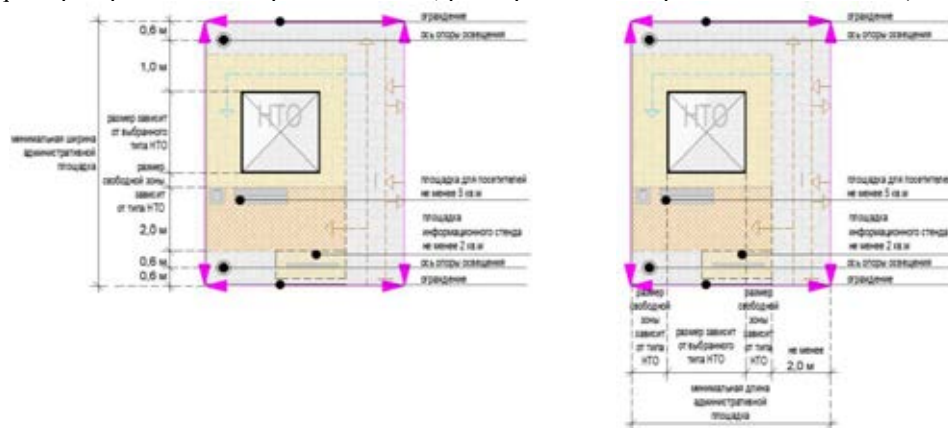 0,6 м
1,0 м
минимальная ширина
административной
площадки
размер зависит
от выбранного
типа НТО
размер
свободной зоны
зависит
от типа НТО
2,0 м
0,6 м
0,6 м
НТО
ограждение
ось опоры освещения
площадка для посетителей
не менее 5 кв.м
площадка
информационного стенда
не менее 2 кв.м
ось опоры освещения
ограждение
НТО
ограждение
ось опоры освещения
площадка для посетителей
не менее 5 кв.м
площадка
информационного стенда
не менее 2 кв.м
ось опоры освещения
ограждение
размер
свободной
зоны
зависит
от типа
НТО
размер зависит
от выбранного
типа НТО
размер
свободной
зоны
зависит
от типа
НТО
не менее
2,0 м
минимальная длина
административной
площадки